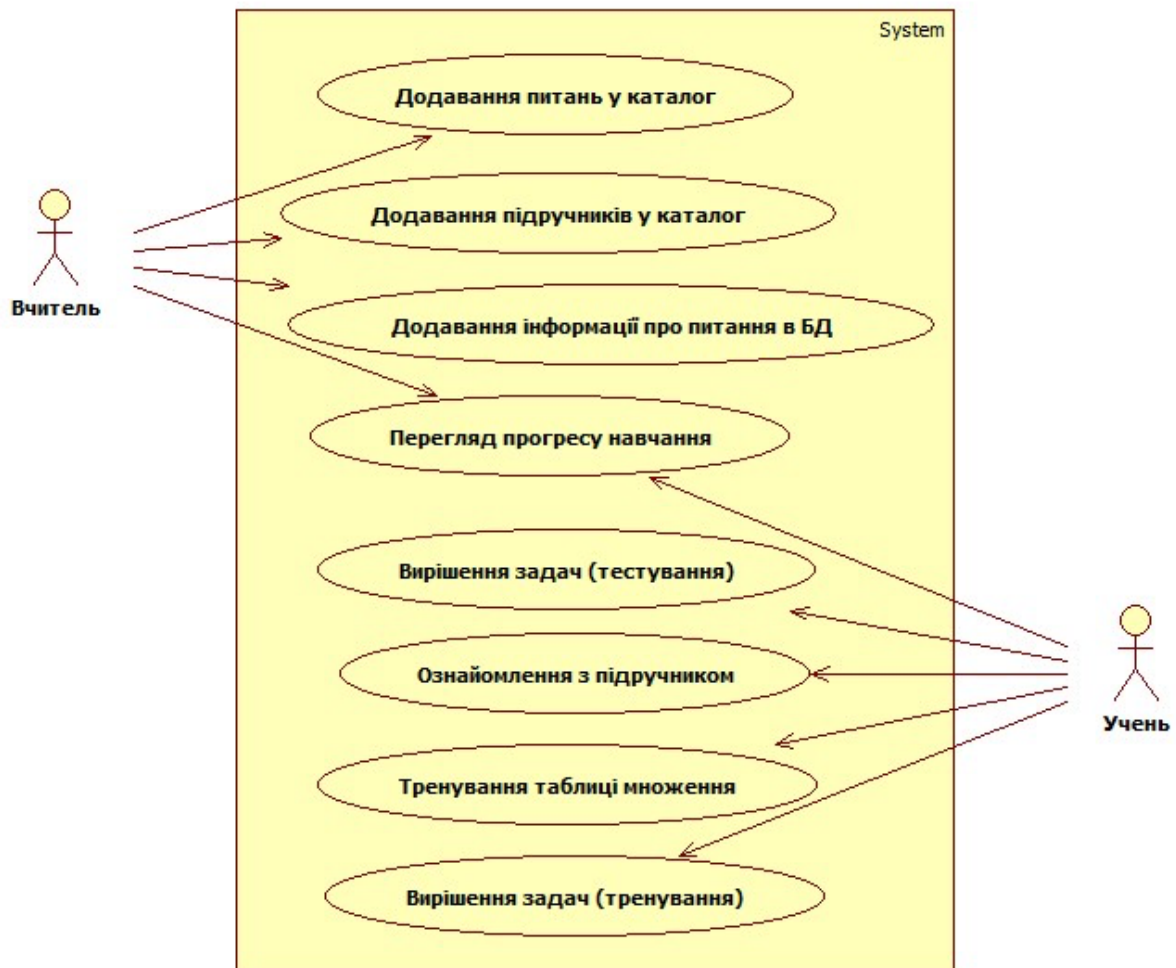 System
Додавання питань у каталог
Додавання підручників у каталог
Вчитель
Додавання інформації про питання в БД
Перегляд прогресу навчання
Вирішення задач (тестування)
Ознайомлення з підручником
Учень
Тренування таблиці множення
Вирішення задач (тренування)